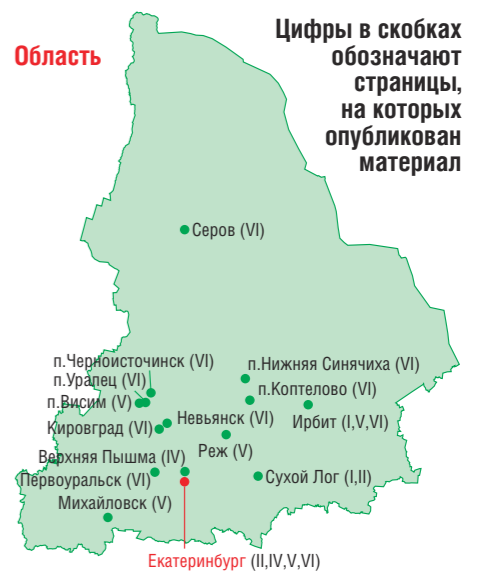 Область
Цифры в скобках
обозначают
страницы,
на которых
опубликован
материал
Серов (VI)
п.Черноисточинск (VI)
п.Уралец (VI)
п.Висим (V)
Кировград (VI)
Невьянск (VI)
п.Нижняя Синячиха (VI)
п.Коптелово (VI)
Ирбит (I,V,VI)
Реж (V)
Верхняя Пышма (IV)
Первоуральск (VI)
Сухой Лог (I,II)
Михайловск (V)
Екатеринбург (II,IV,V,VI)